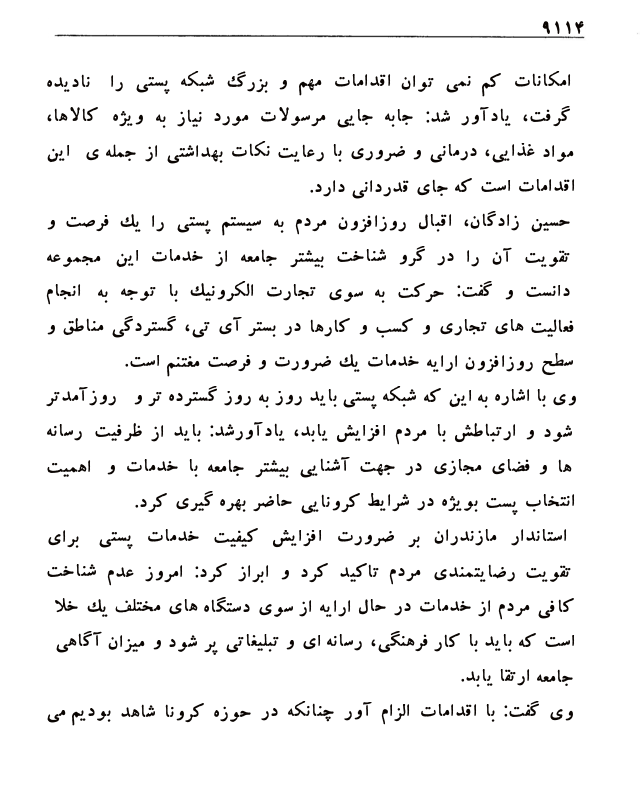 ۹۱۱۴
امکانات کم نمی توان اقدامات مهم و بزرگ شبکه پستی را نادیده
گرفت، یادآور شد: جابه جایی مرسولات مورد نیاز به ویژه کالاها،
مواد غذایی، درمانی و ضروری با رعایت نکات بهداشتی از جمله ی این
اقدامات است که جای قدردانی دارد.
حسین زادگان، اقبال روزافزون مردم به سیستم پستی را یك فرصت و
تقویت آن را در گرو شناخت بیشتر جامعه از خدمات این مجموعه
دانست و گفت: حرکت به سوی تجارت الکترونیك با توجه به انجام
فعالیت های تجاری و کسب و کارها در بستر آی تی، گستردگی مناطق و
سطح روزافزون ارایه خدمات یك ضرورت و فرصت مغتنم است.
وی با اشاره به این که شبکه پستی باید روز به روز گسترده تر و روزآمدتر
شود و ارتباطش با مردم افزایش یابد، یادآورشد: باید از ظرفیت رسانه
ها و فضای مجازی در جهت آشنایی بیشتر جامعه با خدمات و اهمیت
انتخاب پست بویژه در شرایط کرونایی حاضر بهره گیری کرد.
استاندار مازندران بر ضرورت افزایش کیفیت خدمات پستی برای
تقویت رضایتمندی مردم تاکید کرد و ابراز کرد: امروز عدم شناخت
کافی مردم از خدمات در حال ارایه از سوی دستگاه های مختلف یك خلا
است که باید با کار فرهنگی، رسانه ای و تبلیغاتی پر شود و میزان آگاهی
جامعه ارتقا یابد.
وی گفت: با اقدامات الزام آور چنانکه در حوزه کرونا شاهد بودیم می